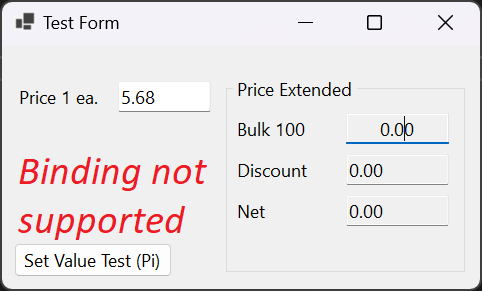 Test Form
Price 1 ea. 5.68
Price Extended
Bulk 100 0.00
Discount 0.00
Net 0.00
Binding not
supported
Set Value Test (Pi)